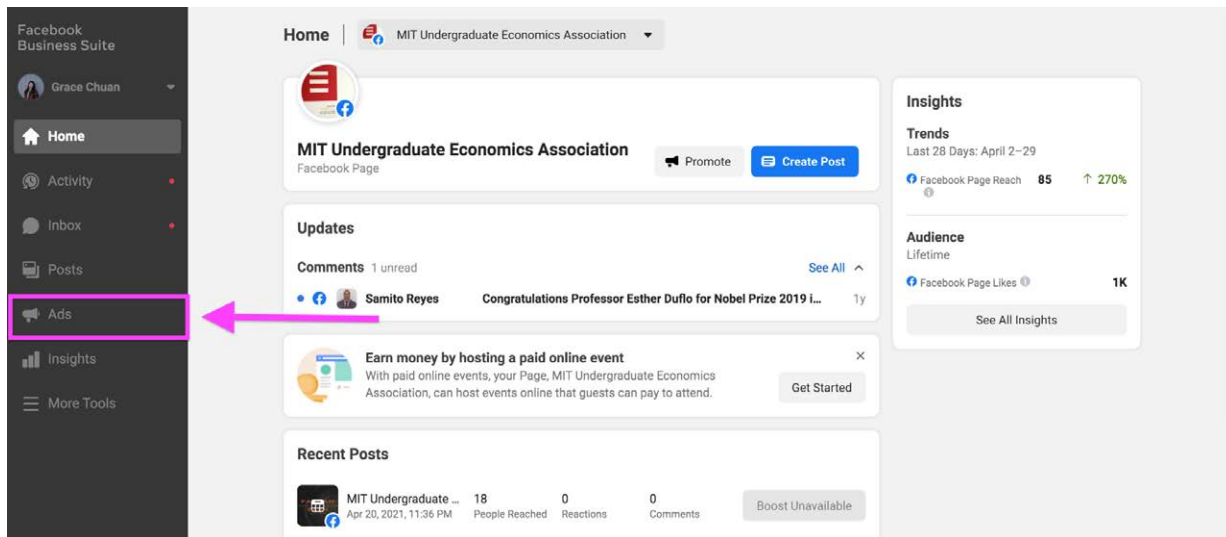 Facebook
Business Suite
Grace Chuan
Home
Activity
Inbox
Posts
Ads
Insights
More Tools
Home
MIT Undergraduate Economics Association
MIT Undergraduate Economics Association
Facebook Page
Promote
Create Post
Updates
Comments 1 unread
See All
Samito Reyes Congratulations Professor Esther Duflo for Nobel Prize 2019 i... 1y
Earn money by hosting a paid online event
With paid online events, your Page, MIT Undergraduate Economics
Association, can host events online that guests can pay to attend.
Get Started
Recent Posts
MIT Undergraduate ... 18 0 0
Apr 20, 2021, 11:36 PM People Reached Reactions Comments
Boost Unavailable
Insights
Trends
Last 28 Days: April 2–29
Facebook Page Reach 85 ↑ 270%
Audience
Lifetime
Facebook Page Likes 1K
See All Insights